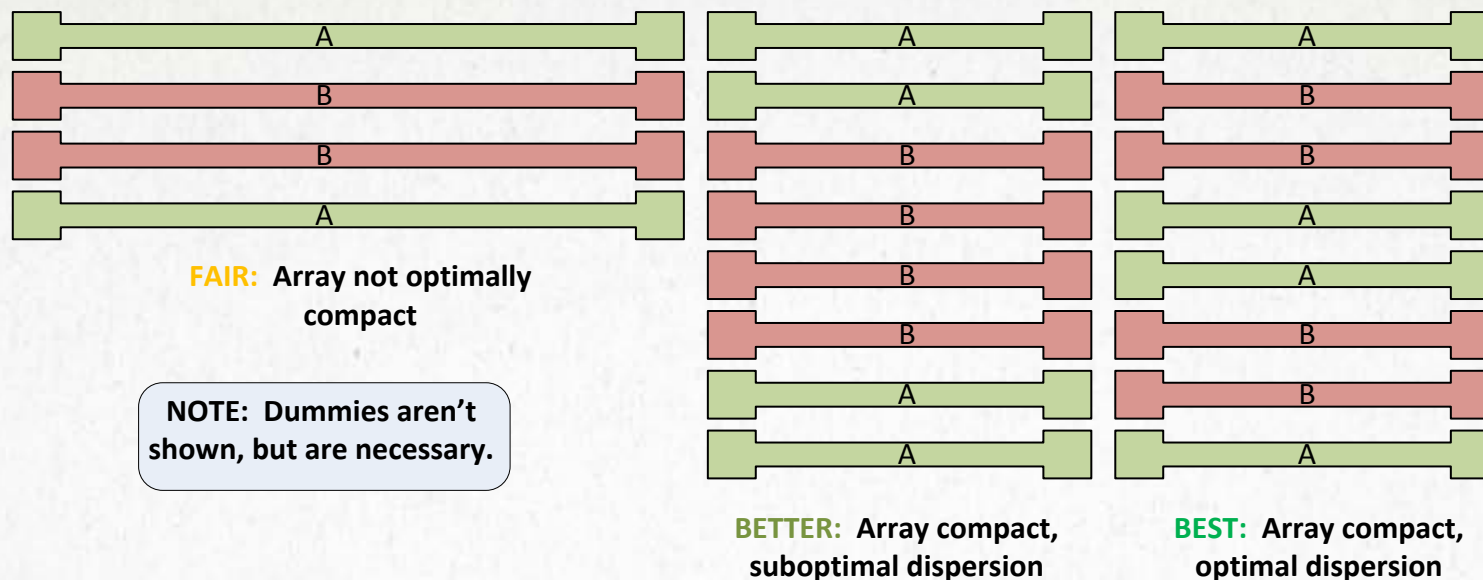 A
B
B
A
FAIR: Array not optimally
compact
NOTE: Dummies aren't
shown, but are necessary.
A
A
B
B
B
B
A
A
BETTER: Array compact,
suboptimal dispersion
A
B
B
A
A
B
B
A
BEST: Array compact,
optimal dispersion